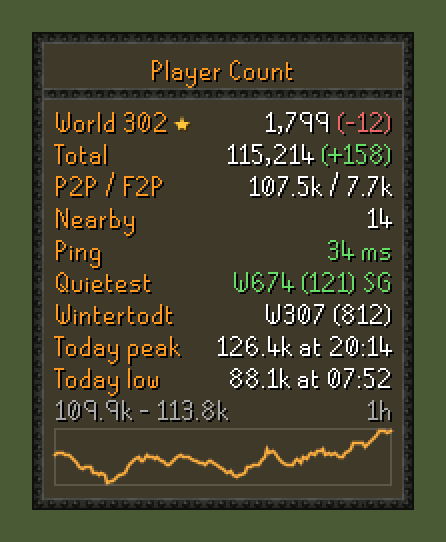 Player Count
World 302 ★ 1,799 (-12)
Total 115,214 (+158)
P2P / F2P 107.5k / 7.7k
Nearby 14
Ping 34 ms
Quietest W674 (121) SG
Wintertodt W307 (812)
Today peak 126.4k at 20:14
Today low 88.1k at 07:52
109.9k - 113.8k 1h